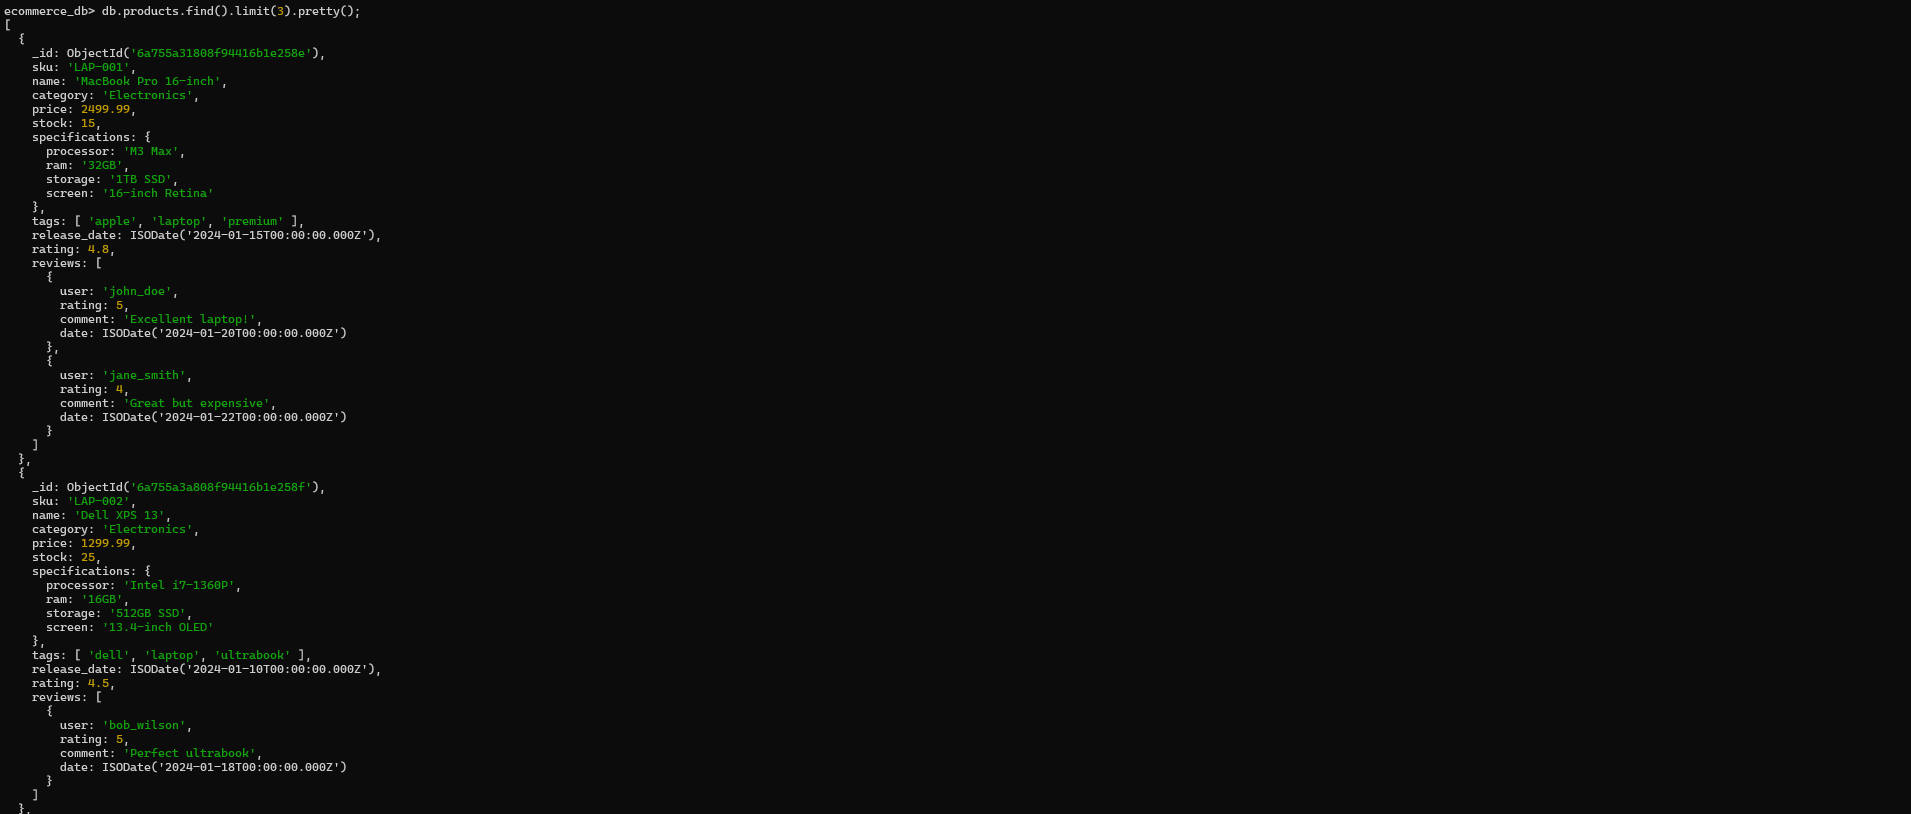 ecommerce_db> db.products.find().limit(3).pretty();
[
  {
    _id: ObjectId('6a755a31808f94416b1e258e'),
    sku: 'LAP-001',
    name: 'MacBook Pro 16-inch',
    category: 'Electronics',
    price: 2499.99,
    stock: 15,
    specifications: {
      processor: 'M3 Max',
      ram: '32GB',
      storage: '1TB SSD',
      screen: '16-inch Retina'
    },
    tags: [ 'apple', 'laptop', 'premium' ],
    release_date: ISODate('2024-01-15T00:00:00.000Z'),
    rating: 4.8,
    reviews: [
      {
        user: 'john_doe',
        rating: 5,
        comment: 'Excellent laptop!',
        date: ISODate('2024-01-20T00:00:00.000Z')
      },
      {
        user: 'jane_smith',
        rating: 4,
        comment: 'Great but expensive',
        date: ISODate('2024-01-22T00:00:00.000Z')
      }
    ]
  },
  {
    _id: ObjectId('6a755a3a808f94416b1e258f'),
    sku: 'LAP-002',
    name: 'Dell XPS 13',
    category: 'Electronics',
    price: 1299.99,
    stock: 25,
    specifications: {
      processor: 'Intel i7-1360P',
      ram: '16GB',
      storage: '512GB SSD',
      screen: '13.4-inch OLED'
    },
    tags: [ 'dell', 'laptop', 'ultrabook' ],
    release_date: ISODate('2024-01-10T00:00:00.000Z'),
    rating: 4.5,
    reviews: [
      {
        user: 'bob_wilson',
        rating: 5,
        comment: 'Perfect ultrabook',
        date: ISODate('2024-01-18T00:00:00.000Z')
      }
    ]
  },